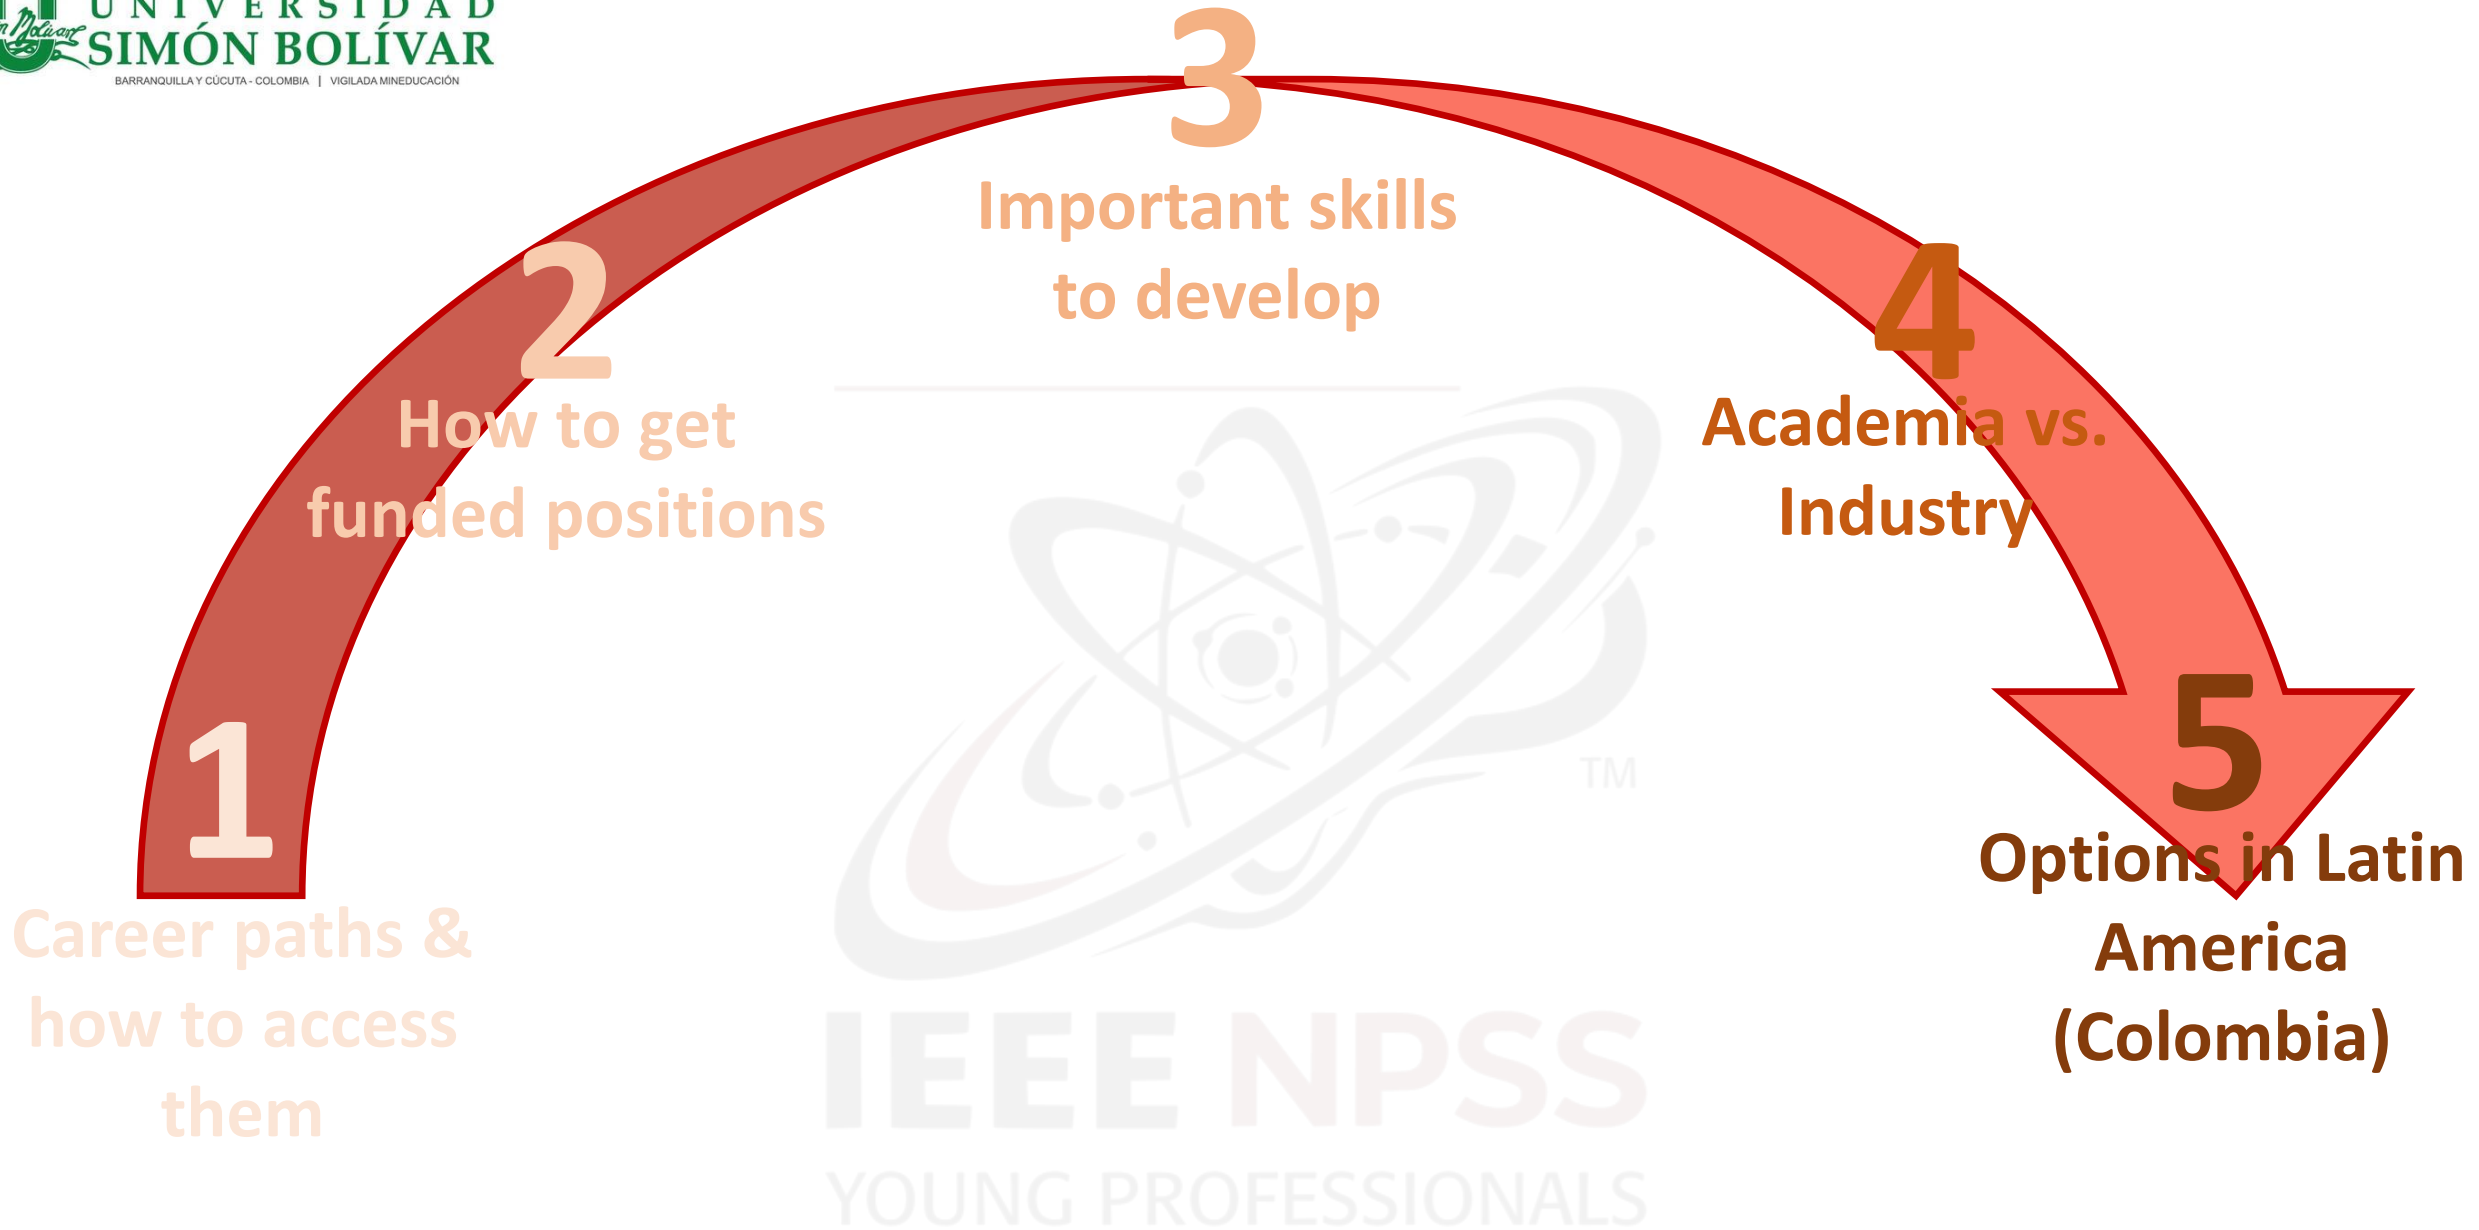 UNIVERSIDAD
SIMÓN BOLÍVAR
BARRANQUILLA Y CÚCUTA - COLOMBIA | VIGILADA MINEDUCACIÓN
1
Career paths &
how to access
them
2
How to get
funded positions
3
Important skills
to develop
4
Academia vs.
Industry
5
Options in Latin
America
(Colombia)
TM
IEEE NPSS
YOUNG PROFESSIONALS